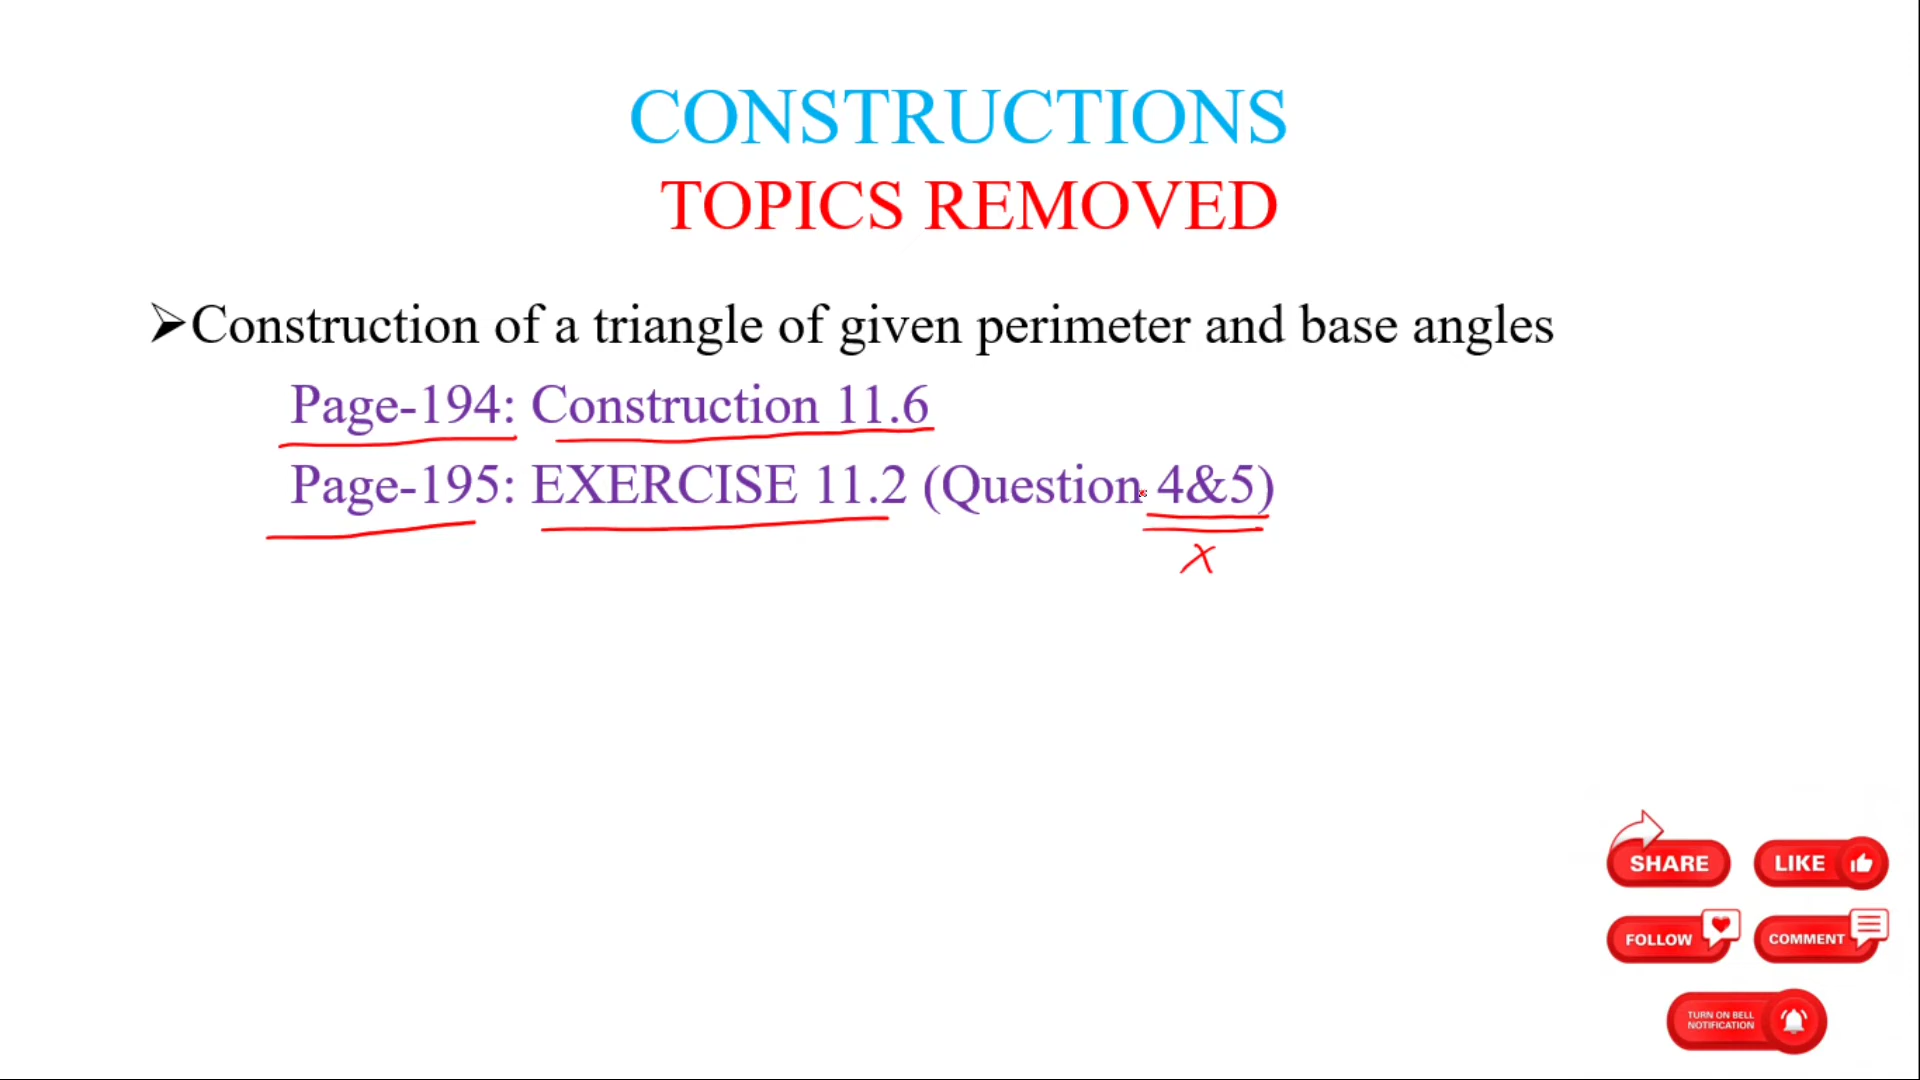 CONSTRUCTIONS
TOPICS REMOVED
➢Construction of a triangle of given perimeter and base angles
Page-194: Construction 11.6
Page-195: EXERCISE 11.2 (Question 4&5)
x
SHARE
LIKE
FOLLOW
COMMENT
TURN ON BELL
NOTIFICATION